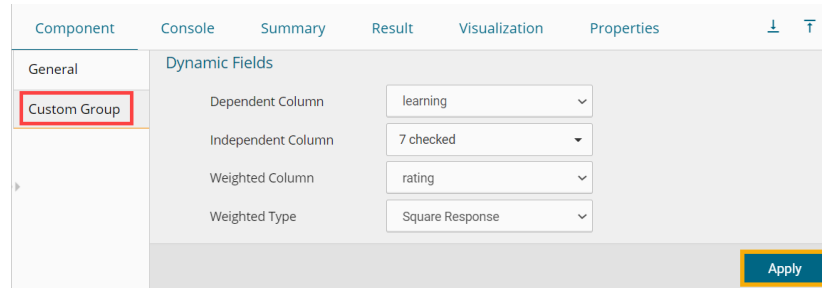 Component Console Summary Result Visualization Properties
General
Custom Group
Dynamic Fields
Dependent Column learning
Independent Column 7 checked
Weighted Column rating
Weighted Type Square Response
Apply